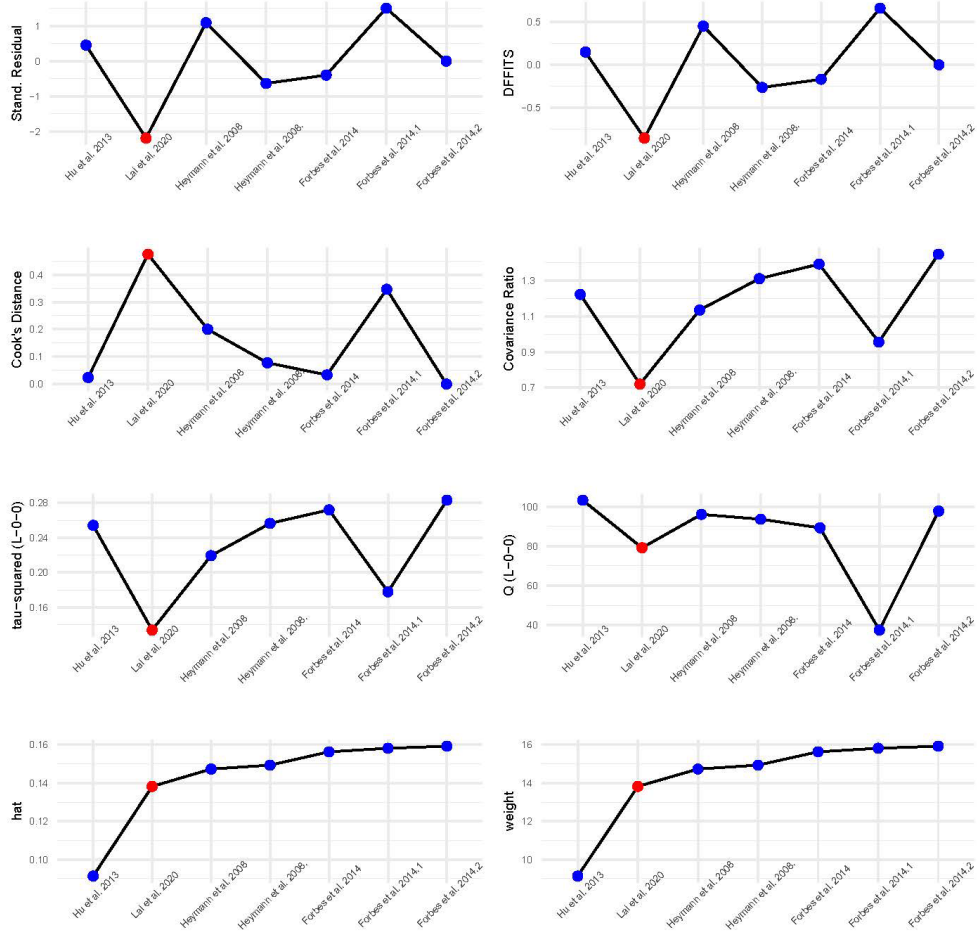 Stand. Residual
1
0
−1
−2
Hu et al. 2013
Lal et al. 2020
Heymann et al. 2008
Heymann et al. 2008.
Forbes et al. 2014
Forbes et al. 2014,1
Forbes et al. 2014,2
DFFITS
0.5
0.0
−0.5
Hu et al. 2013
Lal et al. 2020
Heymann et al. 2008
Heymann et al. 2008.
Forbes et al. 2014
Forbes et al. 2014,1
Forbes et al. 2014,2
Cook's Distance
0.4
0.3
0.2
0.1
0.0
Hu et al. 2013
Lal et al. 2020
Heymann et al. 2008
Heymann et al. 2008.
Forbes et al. 2014
Forbes et al. 2014,1
Forbes et al. 2014,2
Covariance Ratio
1.3
1.1
0.9
0.7
Hu et al. 2013
Lal et al. 2020
Heymann et al. 2008
Heymann et al. 2008.
Forbes et al. 2014
Forbes et al. 2014,1
Forbes et al. 2014,2
tau-squared (L-0-0)
0.28
0.24
0.20
0.16
Hu et al. 2013
Lal et al. 2020
Heymann et al. 2008
Heymann et al. 2008.
Forbes et al. 2014
Forbes et al. 2014,1
Forbes et al. 2014,2
Q (L-0-0)
100
80
60
40
Hu et al. 2013
Lal et al. 2020
Heymann et al. 2008
Heymann et al. 2008.
Forbes et al. 2014
Forbes et al. 2014,1
Forbes et al. 2014,2
hat
0.16
0.14
0.12
0.10
Hu et al. 2013
Lal et al. 2020
Heymann et al. 2008
Heymann et al. 2008.
Forbes et al. 2014
Forbes et al. 2014,1
Forbes et al. 2014,2
weight
16
14
12
10
Hu et al. 2013
Lal et al. 2020
Heymann et al. 2008
Heymann et al. 2008.
Forbes et al. 2014
Forbes et al. 2014,1
Forbes et al. 2014,2